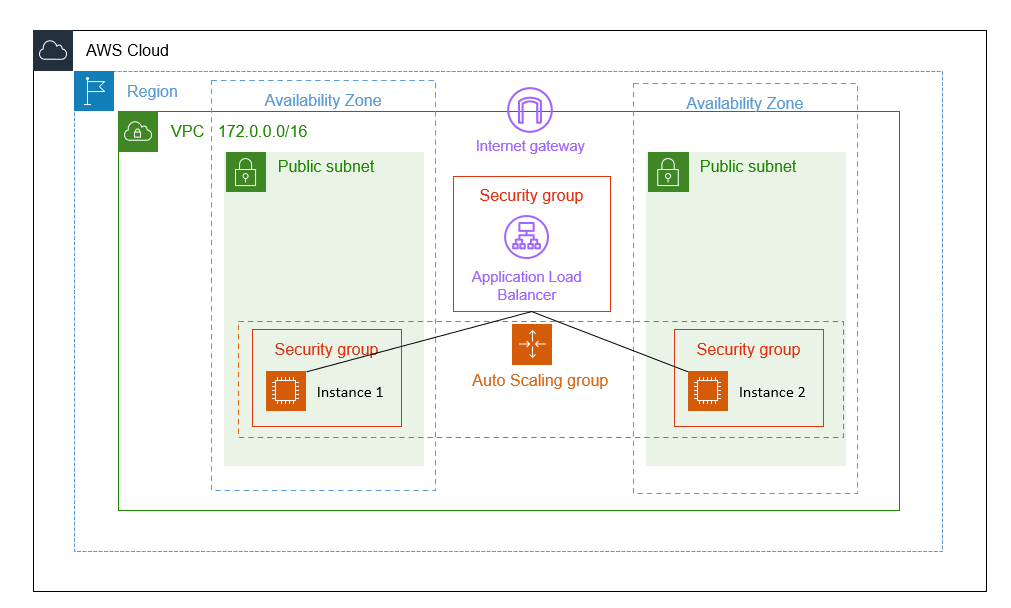 AWS Cloud
Region
Availability Zone
Availability Zone
VPC 172.0.0.0/16
Internet gateway
Public subnet
Public subnet
Security group
Application Load
Balancer
Security group
Security group
Auto Scaling group
Instance 1
Instance 2